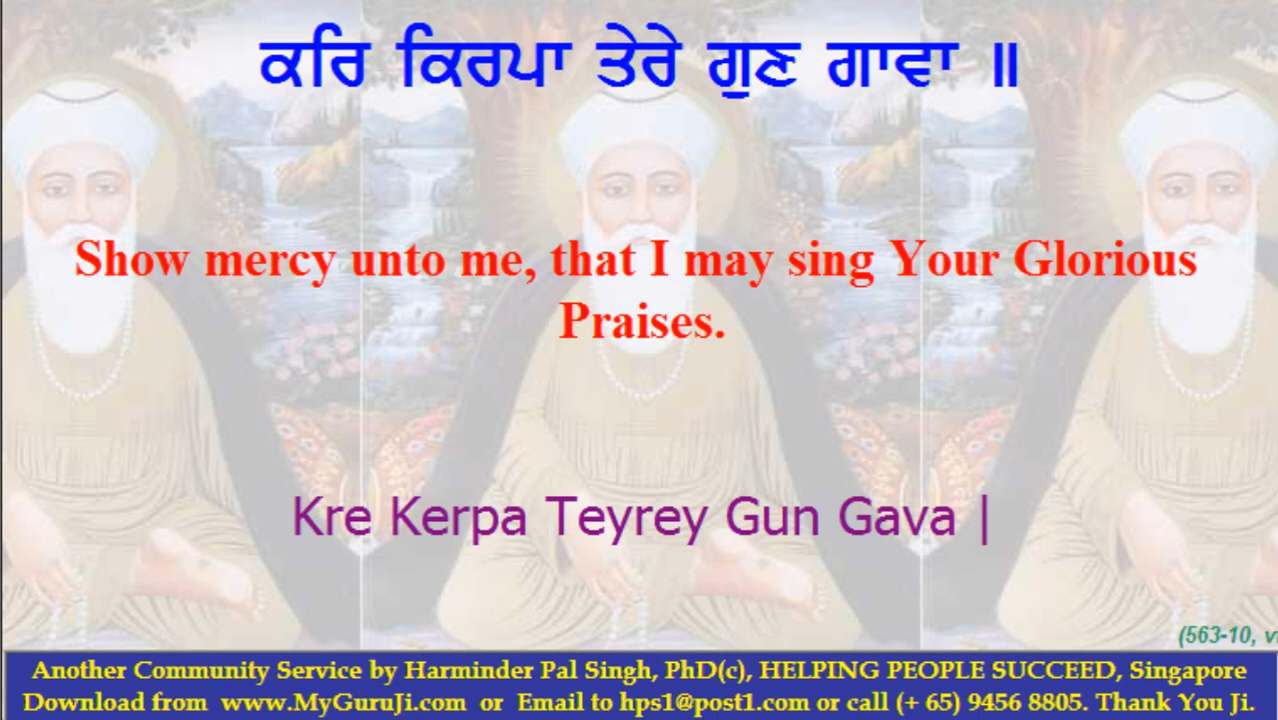 ਕਰਿ ਕਿਰਪਾ ਤੇਰੇ ਗੁਣ ਗਾਵਾ ॥
Show mercy unto me, that I may sing Your Glorious
Praises.
Kre Kerpa Teyrey Gun Gava |
(563-10,
Another Community Service by Harminder Pal Singh, PhD(c), HELPING PEOPLE SUCCEED, Singapore
Download from www.MyGuruJi.com or Email to hps1@post1.com or call (+ 65) 9456 8805. Thank You Ji.